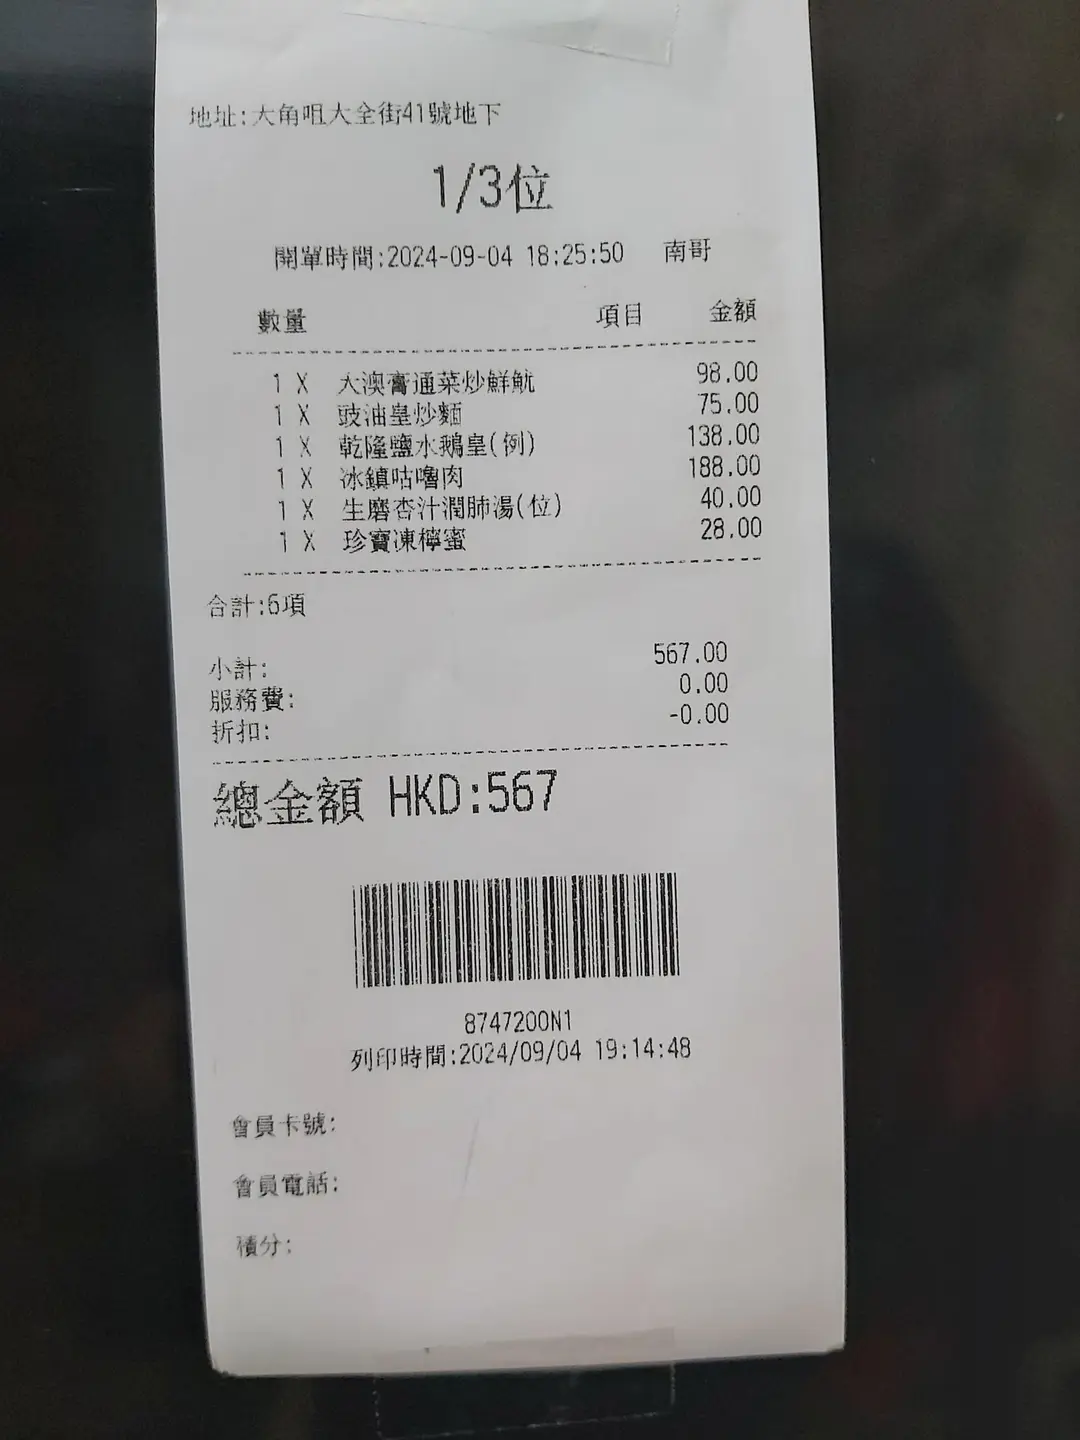 地址:大角咀大全街41號地下
1/3位
開單時間:2024-09-04 18:25:50 南哥
數量 項目 金額
1 X 大澳膏通菜炒鮮魷 98.00
1 X 豉油皇炒麵 75.00
1 X 乾隆鹽水鵝皇(例) 138.00
1 X 冰鎮咕嚕肉 188.00
1 X 生磨杏汁潤肺湯(位) 40.00
1 X 珍寶凍檸蜜 28.00
合計:6項
小計: 567.00
服務費: 0.00
折扣: -0.00
總金額 HKD:567
8747200N1
列印時間:2024/09/04 19:14:48
會員卡號:
會員電話:
積分: